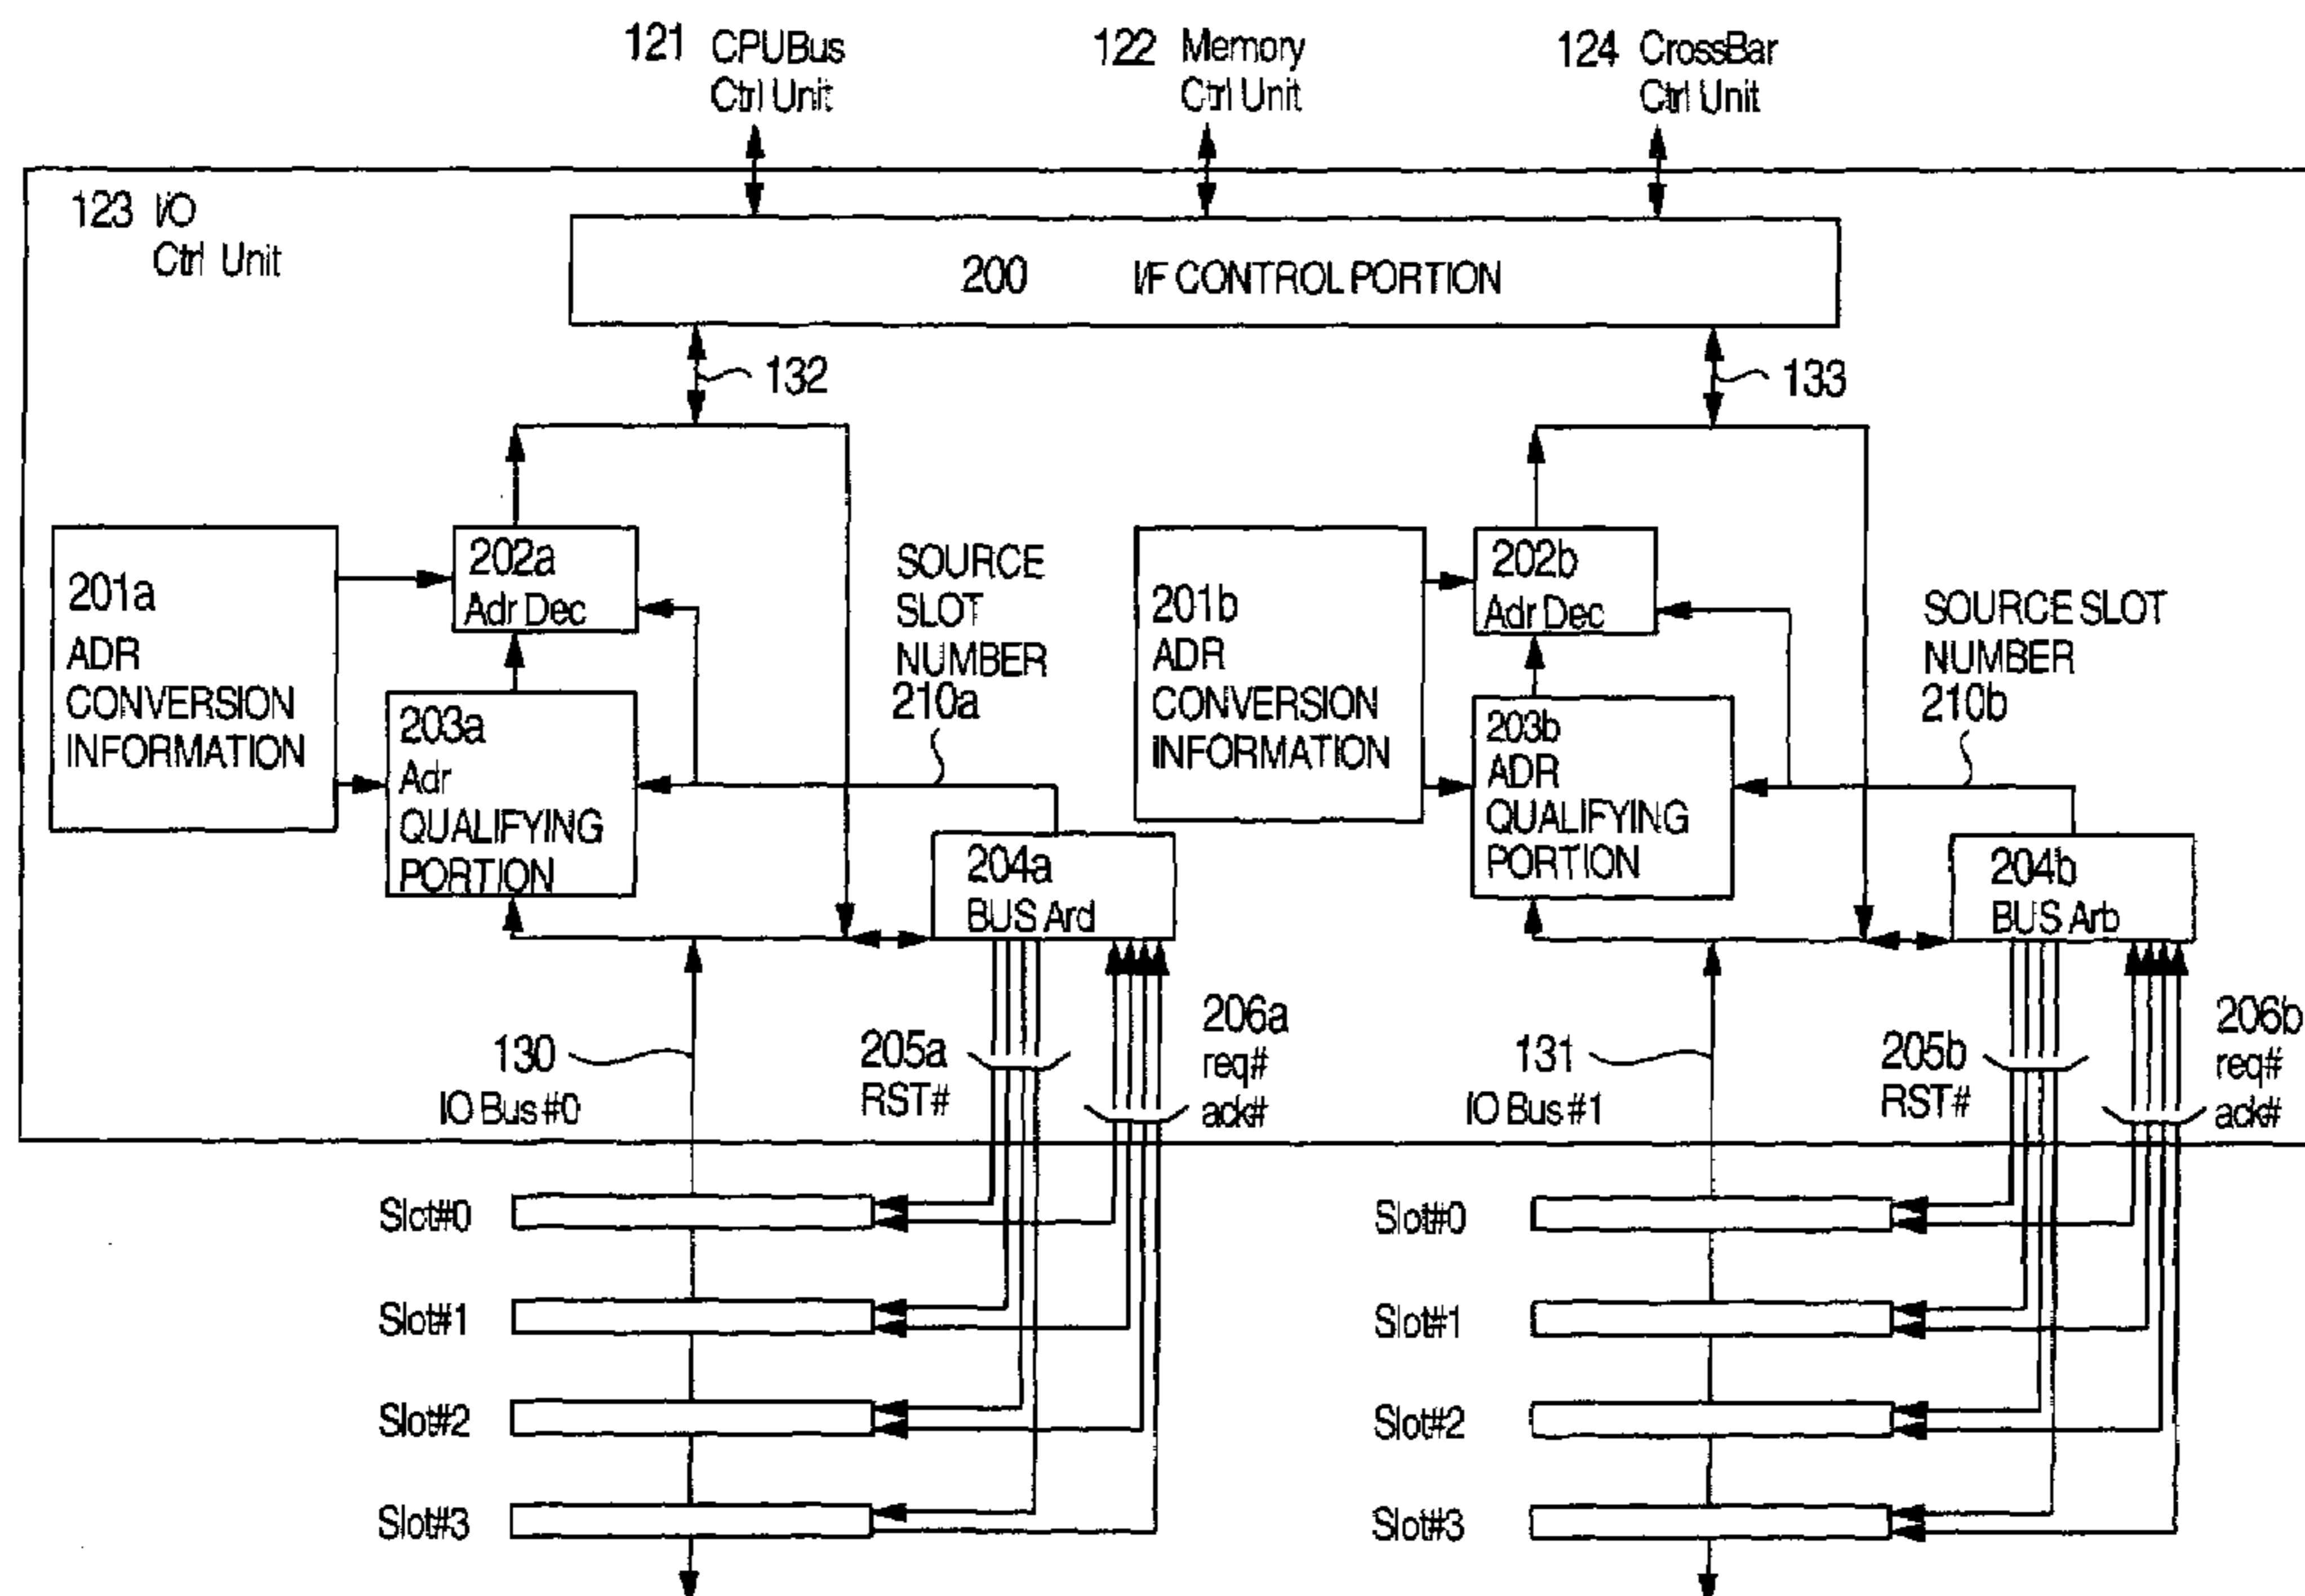 121 CPUBus
Ctrl Unit
122 Memory
Ctrl Unit
124 CrossBar
Ctrl Unit
123 I/O
Ctrl Unit
200 I/F CONTROL PORTION
132
133
201a
ADR
CONVERSION
INFORMATION
202a
Adr Dec
203a
Adr
QUALIFYING
PORTION
SOURCE
SLOT
NUMBER
210a
204a
BUS Ard
201b
ADR
CONVERSION
INFORMATION
202b
Adr Dec
203b
ADR
QUALIFYING
PORTION
SOURCE SLOT
NUMBER
210b
204b
BUS Arb
130
IO Bus #0
205a
RST#
206a
req#
ack#
131
IO Bus #1
205b
RST#
206b
req#
ack#
Slot#0
Slot#1
Slot#2
Slot#3
Slot#0
Slot#1
Slot#2
Slot#3